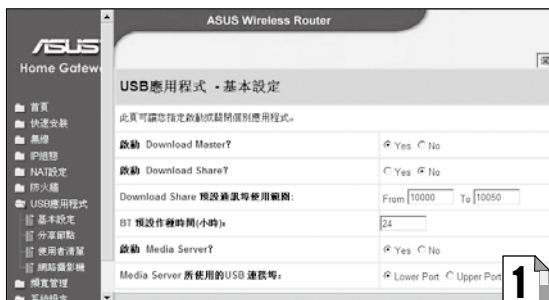 ASUS Wireless Router
ASUS
Home Gatew
USB應用程式 - 基本設定
首頁
快速安裝
無線
IP組態
NAT設定
防火牆
USB應用程式
基本設定
分享節點
使用者清單
網路攝影機
頻寬管理
系統設定
此頁可讓您指定啟動或關閉個別應用程式。
啟動 Download Master? Yes No
啟動 Download Share? Yes No
Download Share 預設通訊埠使用範圍: From 10000 To 10050
BT 預設作種時間(小時): 24
啟動 Media Server? Yes No
Media Server 所使用的USB 連接埠: Lower Port Upper Port
1